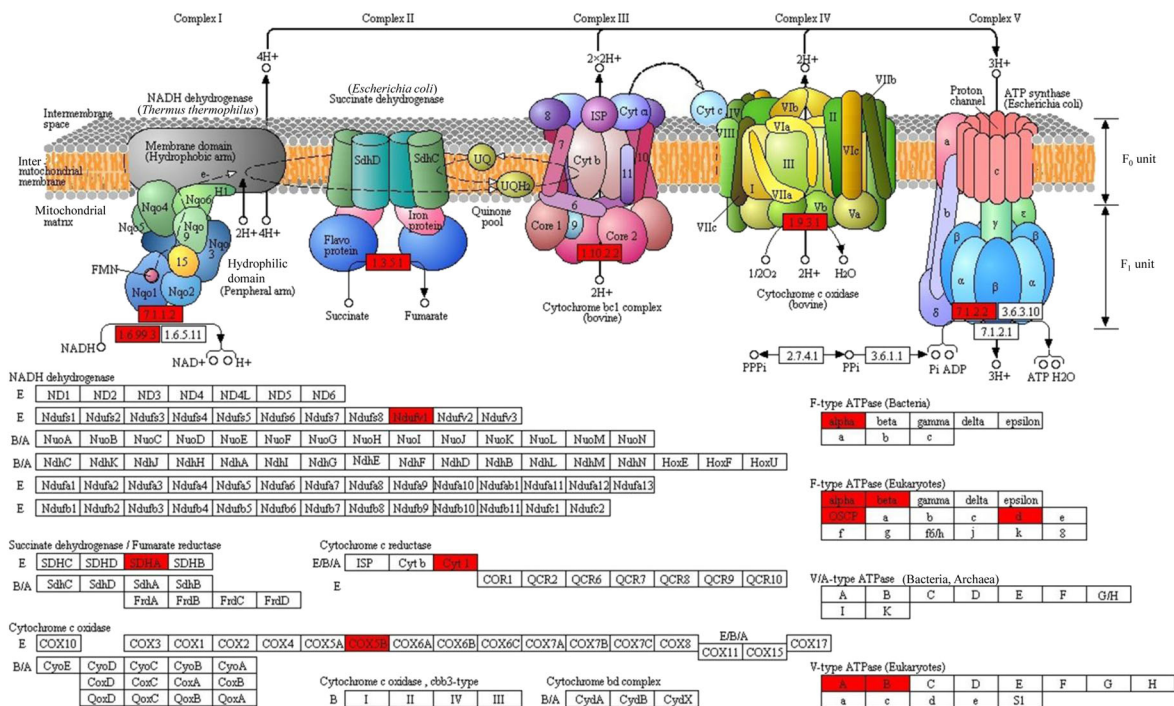 Complex I Complex II Complex III Complex IV Complex V
4H+ 2×2H+ 2H+ 3H+
NADH dehydrogenase
(Thermus thermophilus)
(Escherichia coli)
Succinate dehydrogenase
VIIb
Proton
channel
ATP synthase
(Escherichia coli)
Intermembrane
space
Inter
mitochondrial
membrane
Mitochondrial
matrix
Membrane domain
(Hydrophobic arm)
e-
Nqo6 H1
Nqo4
Nqo5
Nqo
9
Nqo
3
15
FMN
Nqo1 Nqo2
2H+ 4H+
Hydrophilic
domain
(Peripheral arm)
7.1.1.2
1.6.99.3 1.6.5.11
NADH
NAD+ H+
SdhD SdhC
Iron
protein
Flavo
protein
1.3.5.1
Succinate Fumarate
UQ
UQH2
Quinone
pool
8 ISP Cyt a
7 Cyt b 10
11
6
Core 1 9 Core 2
1.10.2.2
2H+
Cytochrome bc1 complex
(bovine)
Cyt c
IV VIb II
VIII VIa
VIc
III
I
VIIa
VIIc
Vb Va
1.9.3.1
1/2O2 2H+ H2O
Cytochrome c oxidase
(bovine)
a
c
b
γ ε
β β
α β α
δ
7.1.2.2 3.6.3.10
7.1.2.1
F0 unit
F1 unit
PPPi 2.7.4.1 PPi 3.6.1.1 Pi ADP
3H+
ATP H2O
NADH dehydrogenase
E ND1 ND2 ND3 ND4 ND4L ND5 ND6
E Ndufs1 Ndufs2 Ndufs3 Ndufs4 Ndufs5 Ndufs6 Ndufs7 Ndufs8 Ndufv1 Ndufv2 Ndufv3
B/A NuoA NuoB NuoC NuoD NuoE NuoF NuoG NuoH NuoI NuoJ NuoK NuoL NuoM NuoN
B/A NdhC NdhK NdhJ NdhH NdhA NdhI NdhG NdhE NdhF NdhD NdhB NdhL NdhM NdhN HoxE HoxF HoxU
E Ndufa1 Ndufa2 Ndufa3 Ndufa4 Ndufa5 Ndufa6 Ndufa7 Ndufa8 Ndufa9 Ndufa10 Ndufab1 Ndufa11 Ndufa12 Ndufa13
E Ndufb1 Ndufb2 Ndufb3 Ndufb4 Ndufb5 Ndufb6 Ndufb7 Ndufb8 Ndufb9 Ndufb10 Ndufb11 Ndufc1 Ndufc2
Succinate dehydrogenase / Fumarate reductase
E SDHC SDHD SDHA SDHB
B/A SdhC SdhD SdhA SdhB
FrdA FrdB FrdC FrdD
Cytochrome c reductase
E/B/A ISP Cyt b Cyt 1
E COR1 QCR2 QCR6 QCR7 QCR8 QCR9 QCR10
Cytochrome c oxidase
E COX10 COX3 COX1 COX2 COX4 COX5A COX5B COX6A COX6B COX6C COX7A COX7B COX7C COX8
E/B/A
COX11 COX15
COX17
B/A CyoE CyoD CyoC CyoB CyoA
CoxD CoxC CoxA CoxB
QoxD QoxC QoxB QoxA
Cytochrome c oxidase , cbb3-type
B I II IV III
Cytochrome bd complex
B/A CydA CydB CydX
F-type ATPase (Bacteria)
alpha beta gamma delta epsilon
a b c
F-type ATPase (Eukaryotes)
alpha beta gamma delta epsilon
OSCP a b c d e
f g f6/h j k 8
V/A-type ATPase (Bacteria, Archaea)
A B C D E F G/H
I K
V-type ATPase (Eukaryotes)
A B C D E F G H
a c d e S1